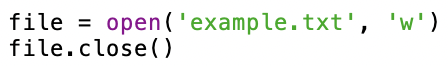 file = open('example.txt', 'w')
file.close()